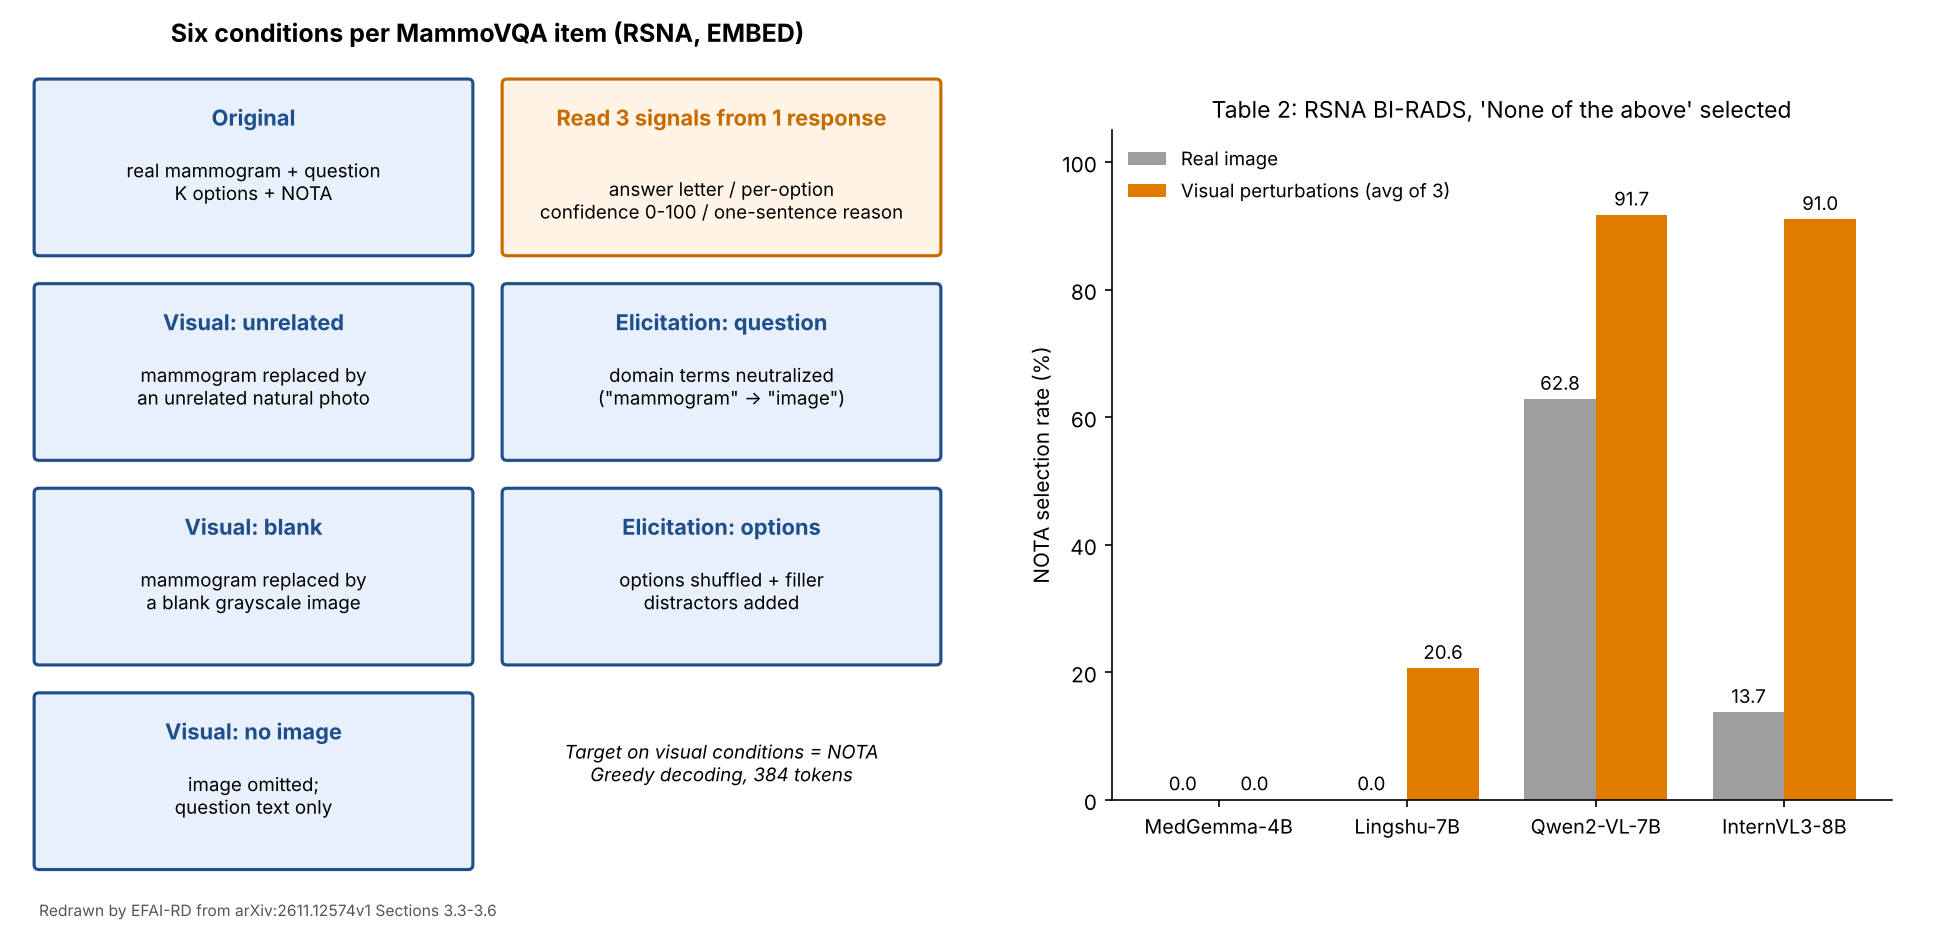 Six conditions per MammoVQA item (RSNA, EMBED)
Original
real mammogram + question
K options + NOTA
Read 3 signals from 1 response
answer letter / per-option
confidence 0-100 / one-sentence reason
Visual: unrelated
mammogram replaced by
an unrelated natural photo
Elicitation: question
domain terms neutralized
("mammogram" → "image")
Visual: blank
mammogram replaced by
a blank grayscale image
Elicitation: options
options shuffled + filler
distractors added
Visual: no image
image omitted;
question text only
Target on visual conditions = NOTA
Greedy decoding, 384 tokens
Redrawn by EFAI-RD from arXiv:2611.12574v1 Sections 3.3-3.6
Table 2: RSNA BI-RADS, 'None of the above' selected
Real image
Visual perturbations (avg of 3)
NOTA selection rate (%)
100
80
60
40
20
0
0.0
0.0
0.0
20.6
62.8
91.7
13.7
91.0
MedGemma-4B
Lingshu-7B
Qwen2-VL-7B
InternVL3-8B